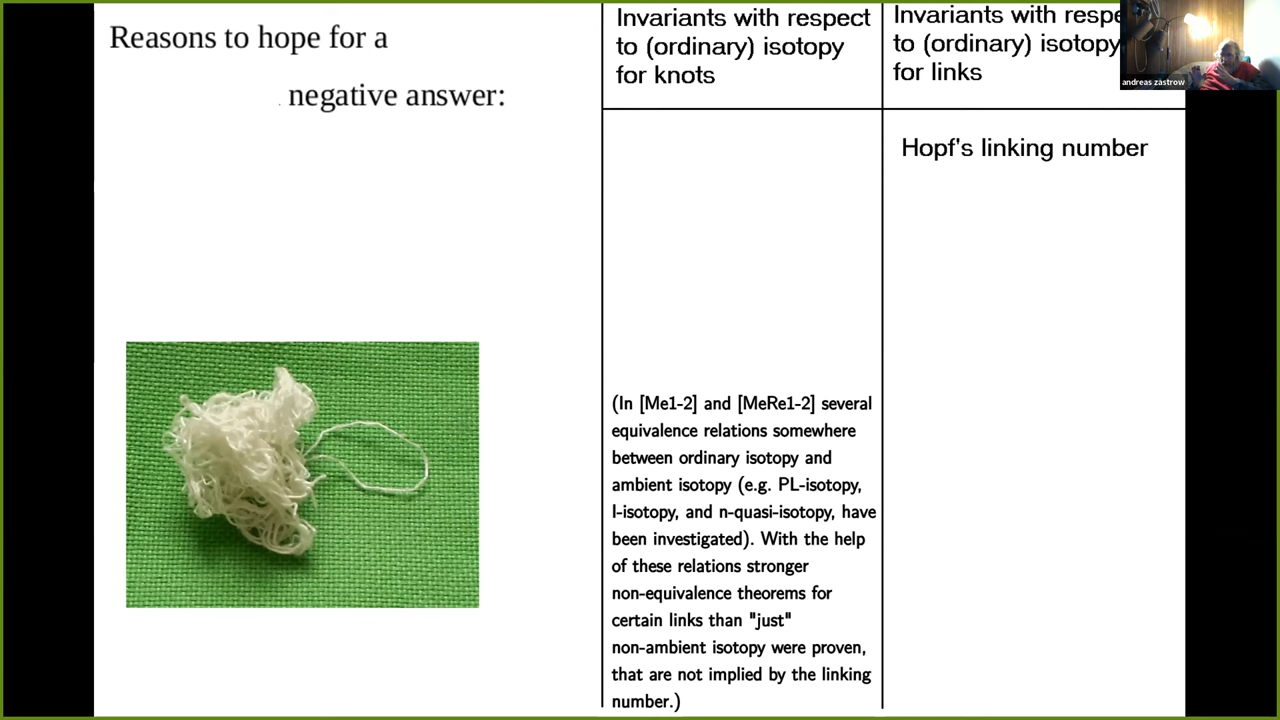 Reasons to hope for a
negative answer:
Invariants with respect
to (ordinary) isotopy
for knots
Invariants with respe
to (ordinary) isotopy
for links
andreas zastrow
Hopf's linking number
(In [Me1-2] and [MeRe1-2] several
equivalence relations somewhere
between ordinary isotopy and
ambient isotopy (e.g. PL-isotopy,
I-isotopy, and n-quasi-isotopy, have
been investigated). With the help
of these relations stronger
non-equivalence theorems for
certain links than "just"
non-ambient isotopy were proven,
that are not implied by the linking
number.)